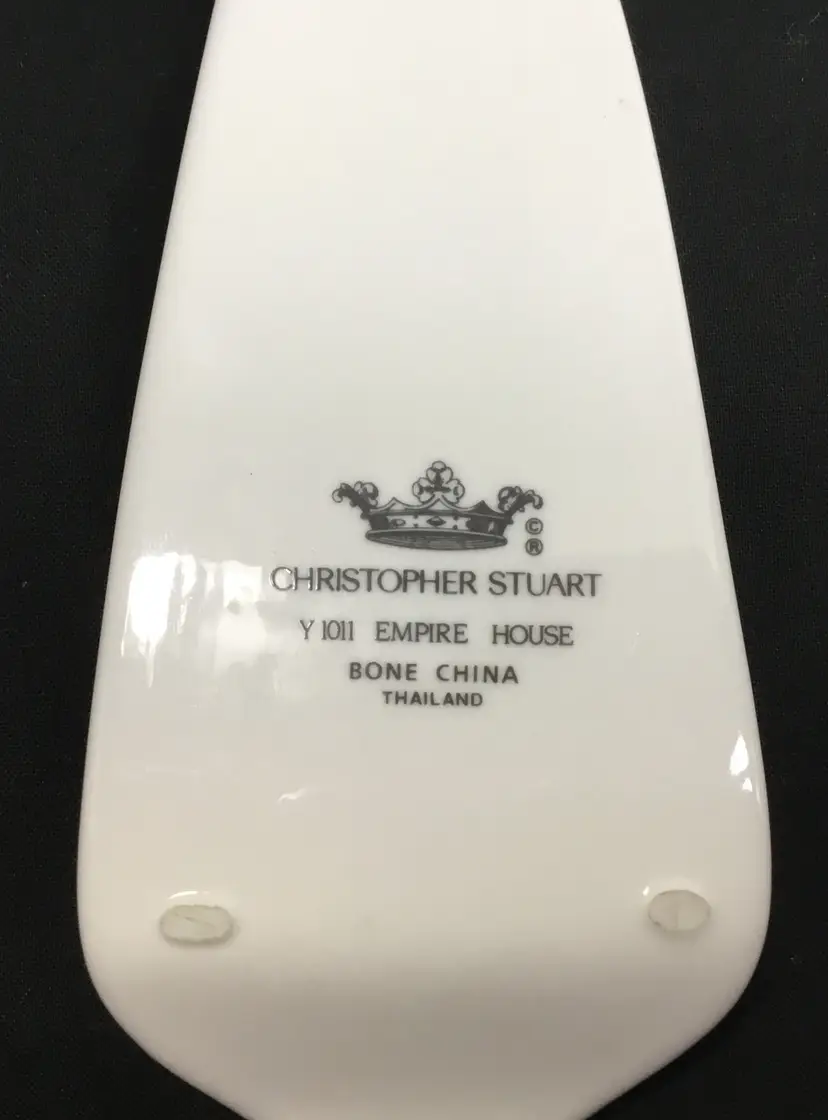 ©
®
CHRISTOPHER STUART
Y 1011 EMPIRE HOUSE
BONE CHINA
THAILAND